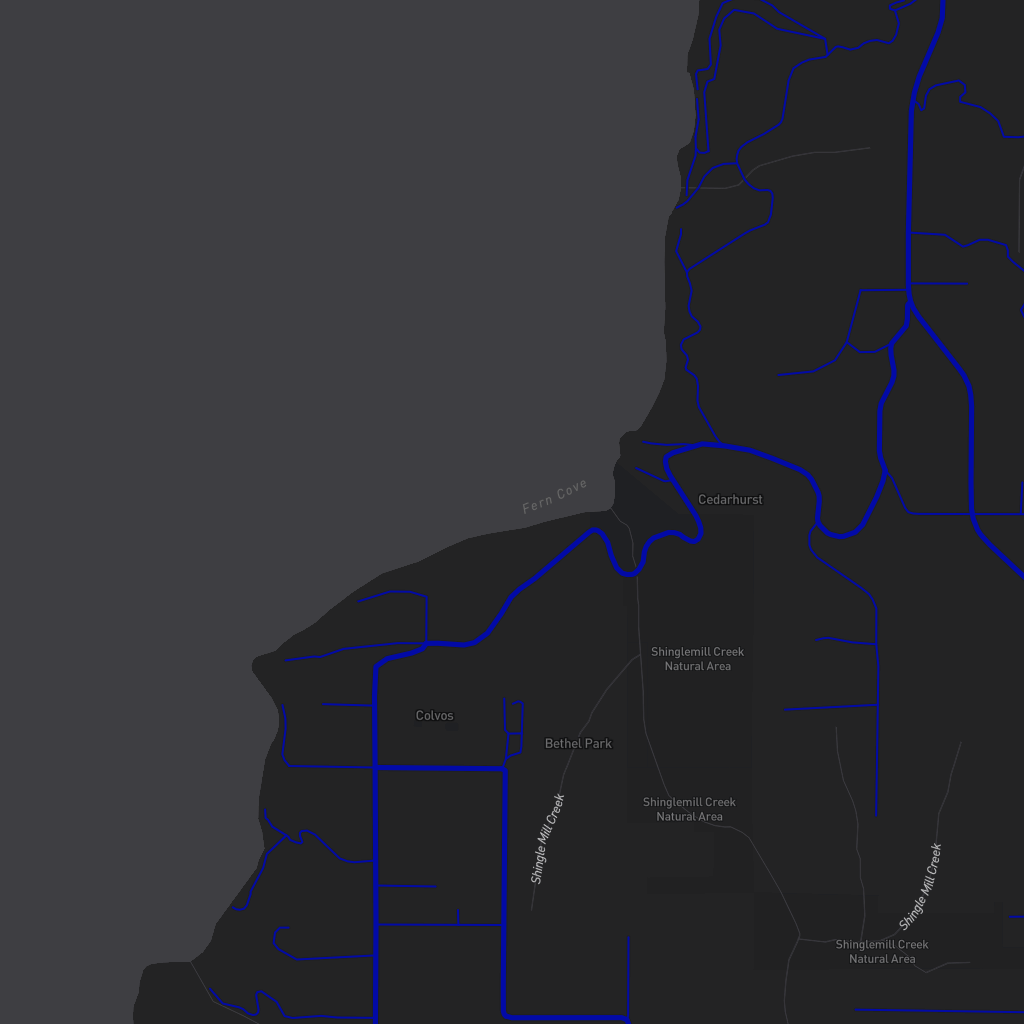 Fern Cove
Cedarhurst
Shinglemill Creek
Natural Area
Colvos
Bethel Park
Shinglemill Creek
Natural Area
Shingle Mill Creek
Shingle Mill Creek
Shinglemill Creek
Natural Area